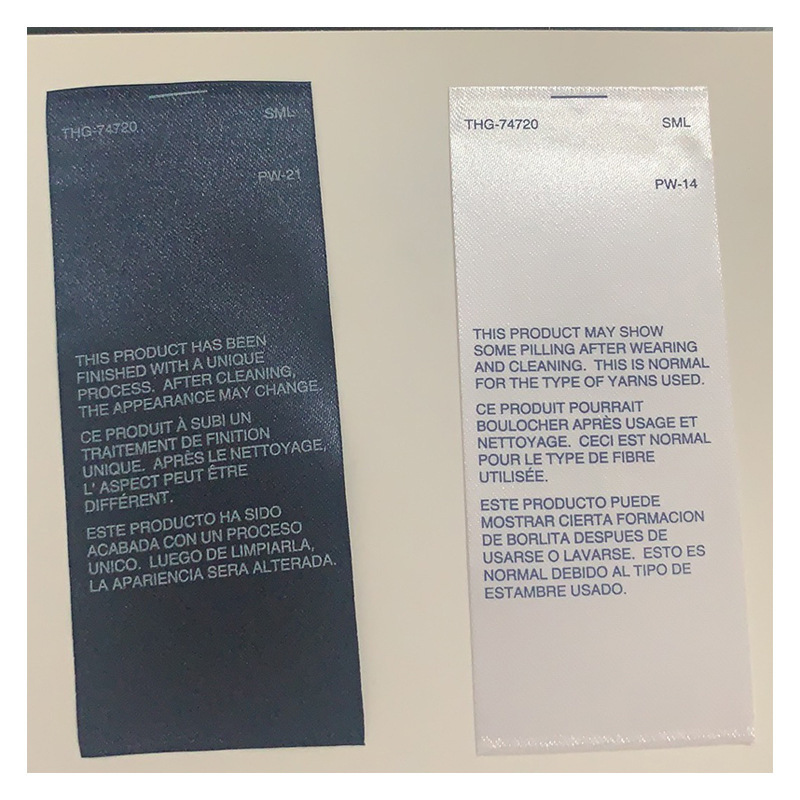 THG-74720
SML
PW-21
THIS PRODUCT HAS BEEN
FINISHED WITH A UNIQUE
PROCESS. AFTER CLEANING,
THE APPEARANCE MAY CHANGE.
CE PRODUIT À SUBI UN
TRAITEMENT DE FINITION
UNIQUE. APRÈS LE NETTOYAGE,
L' ASPECT PEUT ÊTRE
DIFFÉRENT.
ESTE PRODUCTO HA SIDO
ACABADA CON UN PROCESO
UNICO. LUEGO DE LIMPIARLA,
LA APARIENCIA SERA ALTERADA.
THG-74720
SML
PW-14
THIS PRODUCT MAY SHOW
SOME PILLING AFTER WEARING
AND CLEANING. THIS IS NORMAL
FOR THE TYPE OF YARNS USED.
CE PRODUIT POURRAIT
BOULOCHER APRÈS USAGE ET
NETTOYAGE. CECI EST NORMAL
POUR LE TYPE DE FIBRE
UTILISÉE.
ESTE PRODUCTO PUEDE
MOSTRAR CIERTA FORMACION
DE BORLITA DESPUES DE
USARSE O LAVARSE. ESTO ES
NORMAL DEBIDO AL TIPO DE
ESTAMBRE USADO.